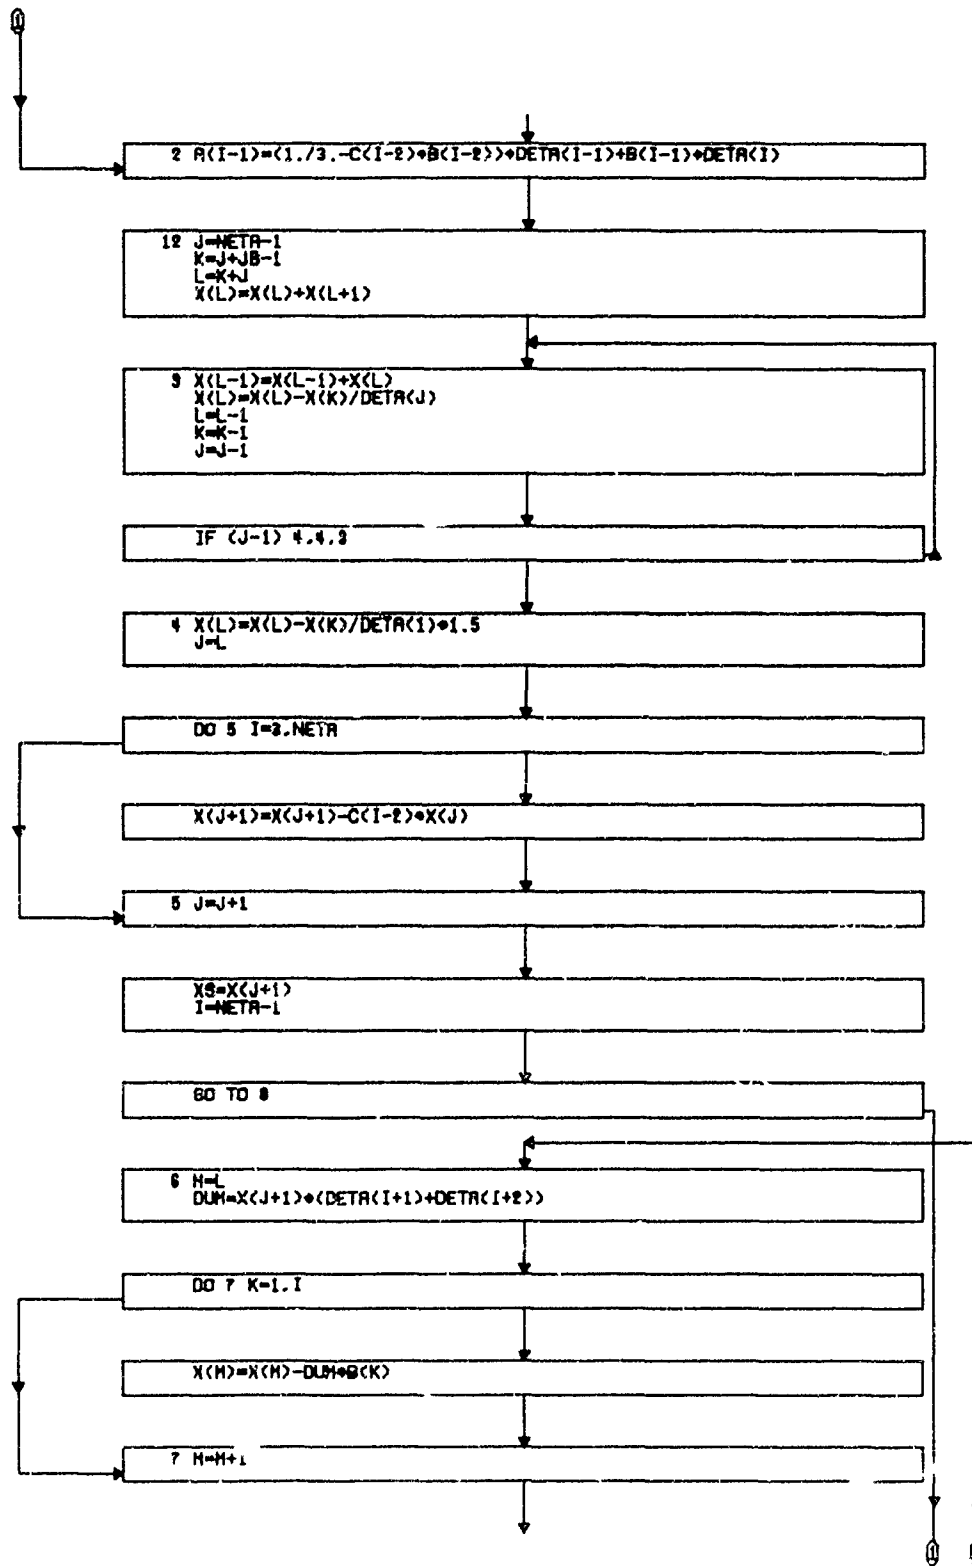 1
2 A(I-1)=(1./3.-C(I-2)*B(I-2))*DETA(I-1)+B(I-1)*DETA(I)
12 J=NETA-1
K=J+JB-1
L=K+J
X(L)=X(L)+X(L+1)
3 X(L-1)=X(L-1)+X(L)
X(L)=X(L)-X(K)/DETA(J)
L=L-1
K=K-1
J=J-1
IF (J-1) 4,4,3
4 X(L)=X(L)-X(K)/DETA(1)*1.5
J=L
DO 5 I=3,NETA
X(J+1)=X(J+1)-C(I-2)*X(J)
5 J=J+1
XS=X(J+1)
I=NETA-1
GO TO 8
6 M=L
DUM=X(J+1)*(DETA(I+1)+DETA(I+2))
DO 7 K=1,I
X(M)=X(M)-DUM*B(K)
7 M=M+1
1